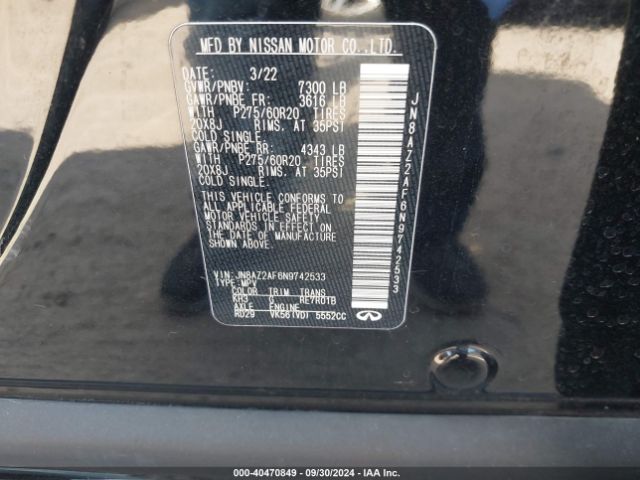 MFD BY NISSAN MOTOR CO.,LTD.
DATE: 3/22
GVWR/PNBV: 7300 LB
GAWR/PNBE FR: 3616 LB
WITH P275/60R20 TIRES
20X8J RIMS. AT 35PSI
COLD SINGLE.
GAWR/PNBE RR: 4343 LB
WITH P275/60R20 TIRES
20X8J RIMS. AT 35PSI
COLD SINGLE.
THIS VEHICLE CONFORMS TO
ALL APPLICABLE FEDERAL
MOTOR VEHICLE SAFETY
STANDARDS IN EFFECT ON
THE DATE OF MANUFACTURE
SHOWN ABOVE.
VIN: JN8AZ2AF6N9742533
TYPE: MPV
COLOR TRIM TRANS
KH3 G RE7R01B
AXLE ENGINE
RD29 VK56(VD) 5552CC
JN8AZ2AF6N9742533
000-40470849 - 09/30/2024 - Copart IAA, Inc.